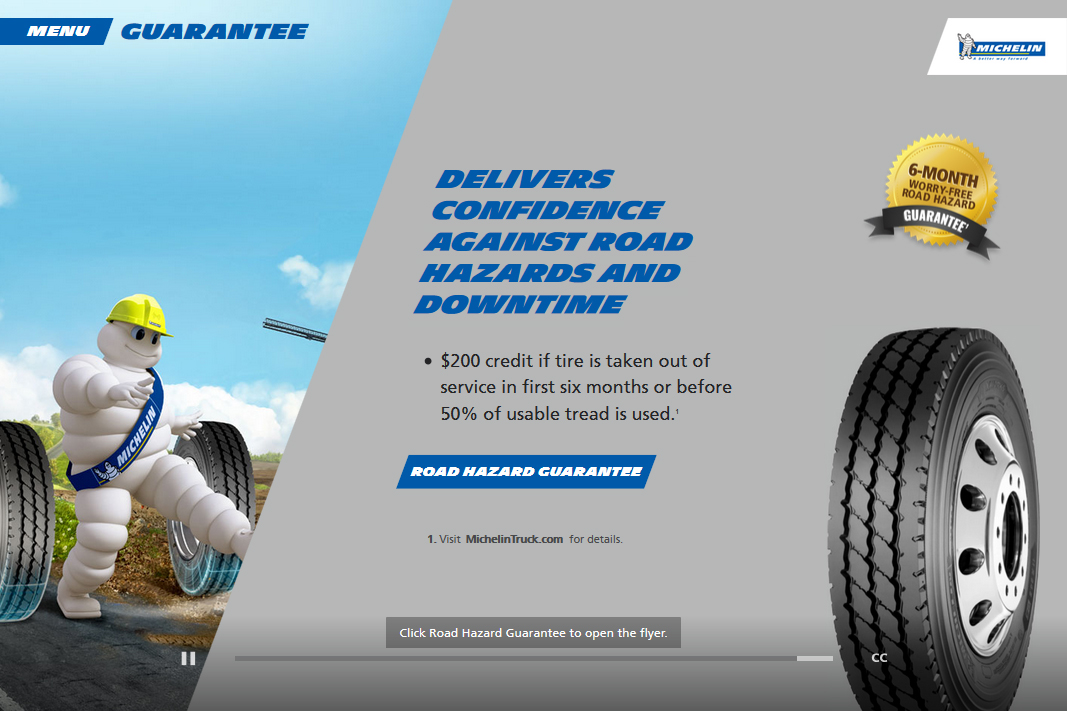 MENU
GUARANTEE
MICHELIN
A better way forward
6-MONTH
WORRY-FREE
ROAD HAZARD
GUARANTEE¹
DELIVERS
CONFIDENCE
AGAINST ROAD
HAZARDS AND
DOWNTIME
• $200 credit if tire is taken out of
service in first six months or before
50% of usable tread is used.¹
MICHELIN
ROAD HAZARD GUARANTEE
1. Visit MichelinTruck.com for details.
Click Road Hazard Guarantee to open the flyer.
CC